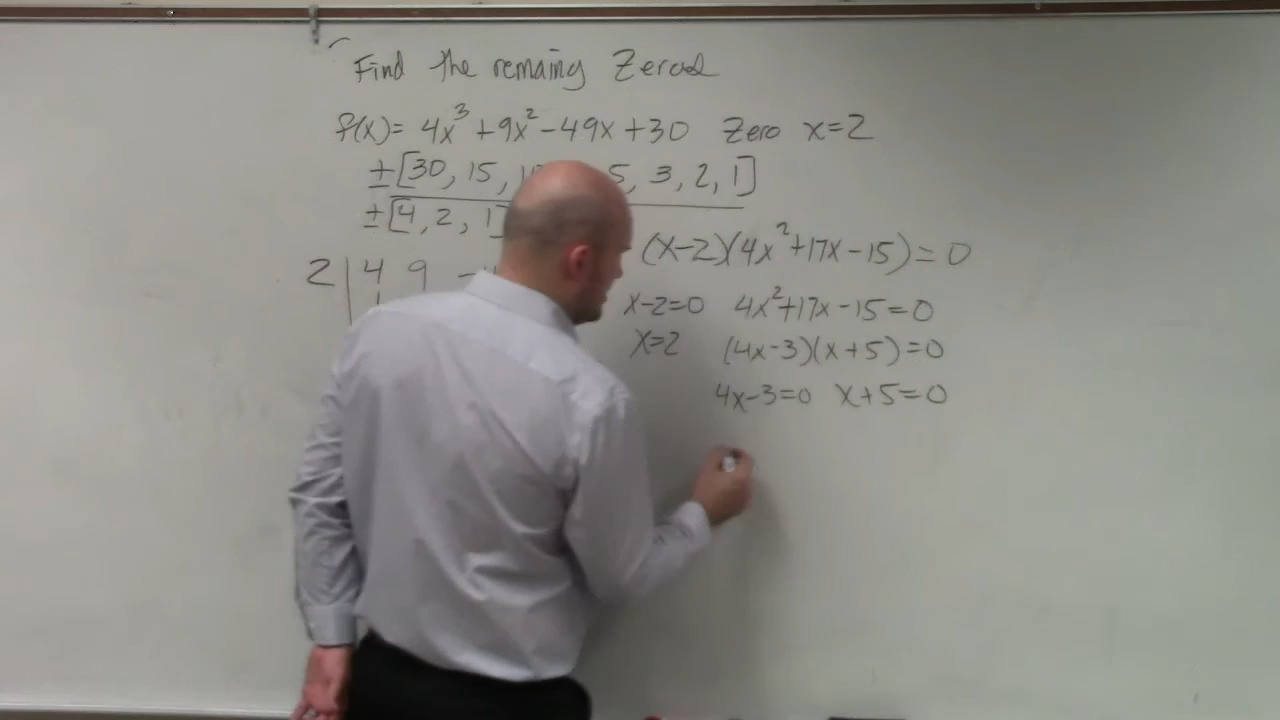 Find the remaing Zeros
f(x)= 4x³+9x²-49x+30 Zero x=2
±[30, 15, 5, 3, 2, 1]
±[4, 2, 1]
(x-2)(4x²+17x-15)=0
2 4 9
x-2=0 4x²+17x-15=0
x=2 (4x-3)(x+5)=0
4x-3=0 x+5=0